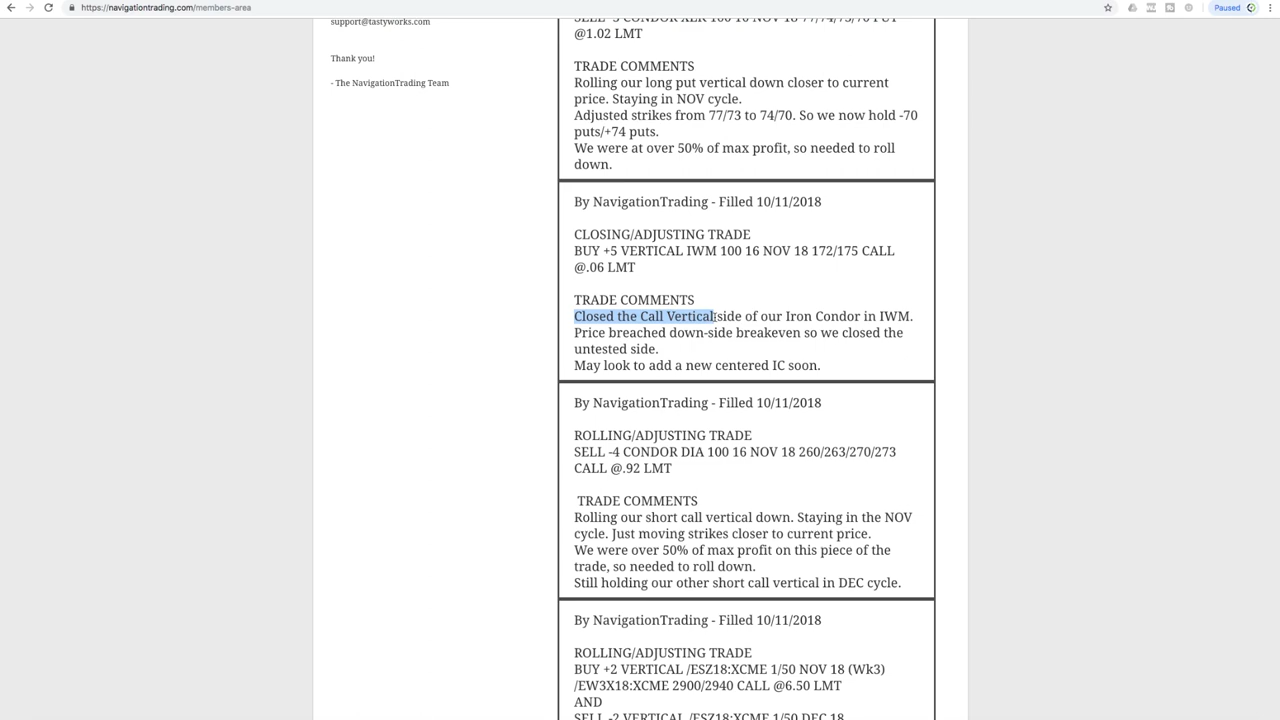 https://navigationtrading.com/members-area
Paused
support@tastyworks.com
Thank you!
- The NavigationTrading Team
@1.02 LMT
TRADE COMMENTS
Rolling our long put vertical down closer to current
price. Staying in NOV cycle.
Adjusted strikes from 77/73 to 74/70. So we now hold -70
puts/+74 puts.
We were at over 50% of max profit, so needed to roll
down.
By NavigationTrading - Filled 10/11/2018
CLOSING/ADJUSTING TRADE
BUY +5 VERTICAL IWM 100 16 NOV 18 172/175 CALL
@.06 LMT
TRADE COMMENTS
Closed the Call Vertical side of our Iron Condor in IWM.
Price breached down-side breakeven so we closed the
untested side.
May look to add a new centered IC soon.
By NavigationTrading - Filled 10/11/2018
ROLLING/ADJUSTING TRADE
SELL -4 CONDOR DIA 100 16 NOV 18 260/263/270/273
CALL @.92 LMT
TRADE COMMENTS
Rolling our short call vertical down. Staying in the NOV
cycle. Just moving strikes closer to current price.
We were over 50% of max profit on this piece of the
trade, so needed to roll down.
Still holding our other short call vertical in DEC cycle.
By NavigationTrading - Filled 10/11/2018
ROLLING/ADJUSTING TRADE
BUY +2 VERTICAL /ESZ18:XCME 1/50 NOV 18 (Wk3)
/EW3X18:XCME 2900/2940 CALL @6.50 LMT
AND
SELL -2 VERTICAL /ESZ18:XCME 1/50 DEC 18